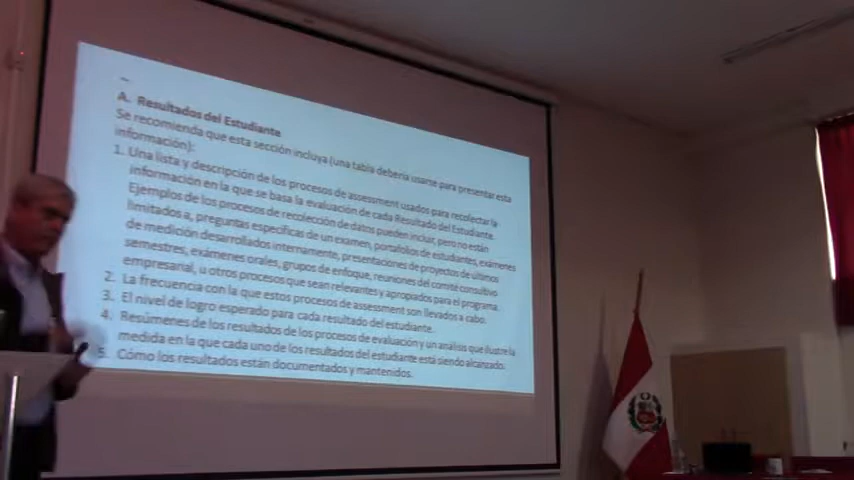 A. Resultados del Estudiante
Se recomienda que esta sección incluya (una tabla debería usarse para presentar esta
información):
1. Una lista y descripción de los procesos de assessment usados para recolectar la
información en la que se basa la evaluación de cada Resultado del Estudiante.
Ejemplos de los procesos de recolección de datos pueden incluir, pero no están
limitados a, preguntas específicas de un examen, portafolios de estudiantes, exámenes
de medición desarrollados internamente, presentaciones de proyectos de últimos
semestres, exámenes orales, grupos de enfoque, reuniones del comité consultivo
empresarial, u otros procesos que sean relevantes y apropados para el programa.
2. La frecuencia con la que estos procesos de assessment son llevados a cabo.
3. El nivel de logro esperado para cada resultado del estudiante.
4. Resúmenes de los resultados de los procesos de evaluación y un análisis que ilustre la
medida en la que cada uno de los resultados del estudiante está siendo alcanzado.
5. Cómo los resultados están documentados y mantenidos.